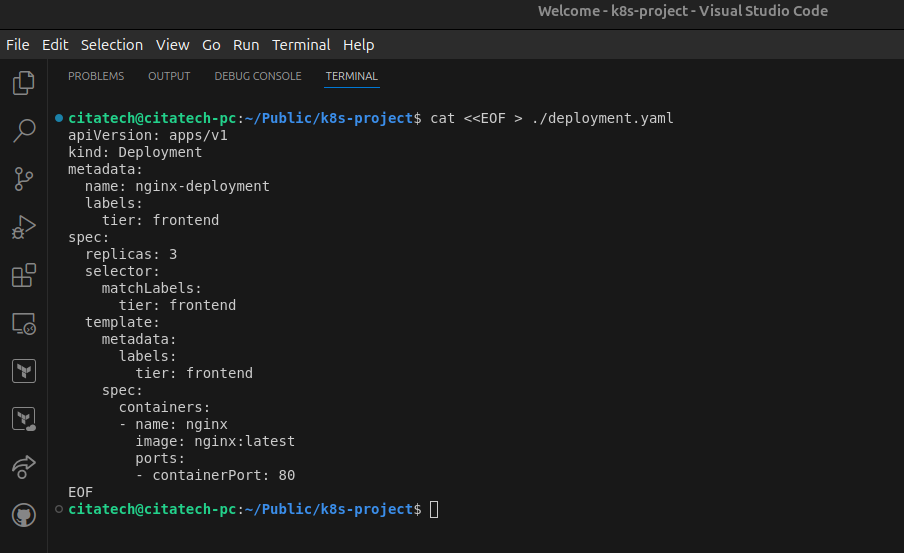 Welcome - k8s-project - Visual Studio Code
File Edit Selection View Go Run Terminal Help
PROBLEMS OUTPUT DEBUG CONSOLE TERMINAL
citatech@citatech-pc:~/Public/k8s-project$ cat <<EOF > ./deployment.yaml
apiVersion: apps/v1
kind: Deployment
metadata:
  name: nginx-deployment
  labels:
    tier: frontend
spec:
  replicas: 3
  selector:
    matchLabels:
      tier: frontend
  template:
    metadata:
      labels:
        tier: frontend
    spec:
      containers:
      - name: nginx
        image: nginx:latest
        ports:
        - containerPort: 80
EOF
citatech@citatech-pc:~/Public/k8s-project$